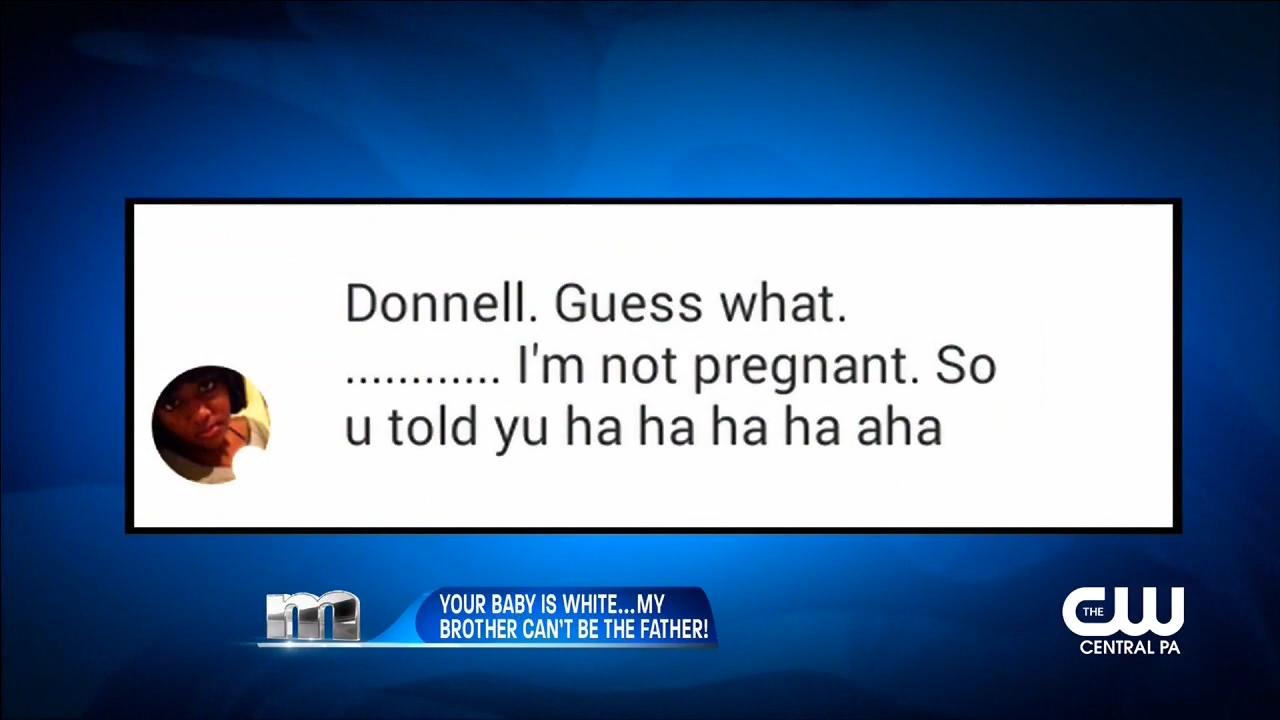 Donnell. Guess what.
............ I'm not pregnant. So
u told yu ha ha ha ha aha
m
YOUR BABY IS WHITE...MY
BROTHER CAN'T BE THE FATHER!
THE CW
CENTRAL PA